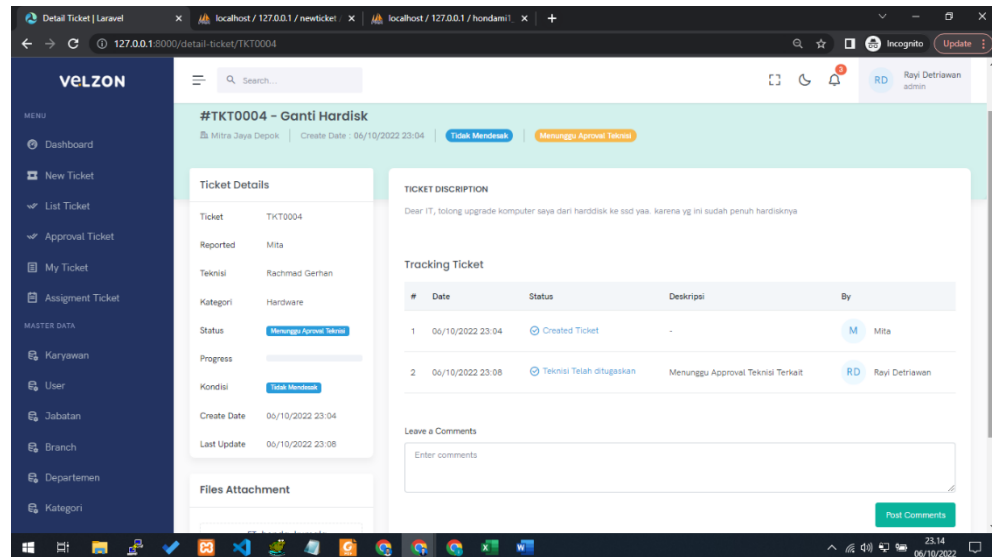 Detail Ticket | Laravel
localhost / 127.0.0.1 / newticket /
localhost / 127.0.0.1 / hondami1_
127.0.0.1:8000/detail-ticket/TKT0004
Incognito
Update
VELZON
Search...
3
RD
Rayi Detriawan
admin
MENU
Dashboard
New Ticket
List Ticket
Approval Ticket
My Ticket
Assigment Ticket
MASTER DATA
Karyawan
User
Jabatan
Branch
Departemen
Kategori
#TKT0004 - Ganti Hardisk
Mitra Jaya Depok | Create Date : 06/10/2022 23:04 | Tidak Mendesak | Menunggu Aproval Teknisi
Ticket Details
Ticket TKT0004
Reported Mita
Teknisi Rachmad Gerhan
Kategori Hardware
Status Menunggu Aproval Teknisi
Progress
Kondisi Tidak Mendesak
Create Date 06/10/2022 23:04
Last Update 06/10/2022 23:08
Files Attachment
TICKET DISCRIPTION
Dear IT, tolong upgrade komputer saya dari harddisk ke ssd yaa. karena yg ini sudah penuh hardisknya
Tracking Ticket
# Date Status Deskripsi By
1 06/10/2022 23:04 Created Ticket - M Mita
2 06/10/2022 23:08 Teknisi Telah ditugaskan Menunggu Approval Teknisi Terkait RD Rayi Detriawan
Leave a Comments
Enter comments
Post Comments
23.14
06/10/2022